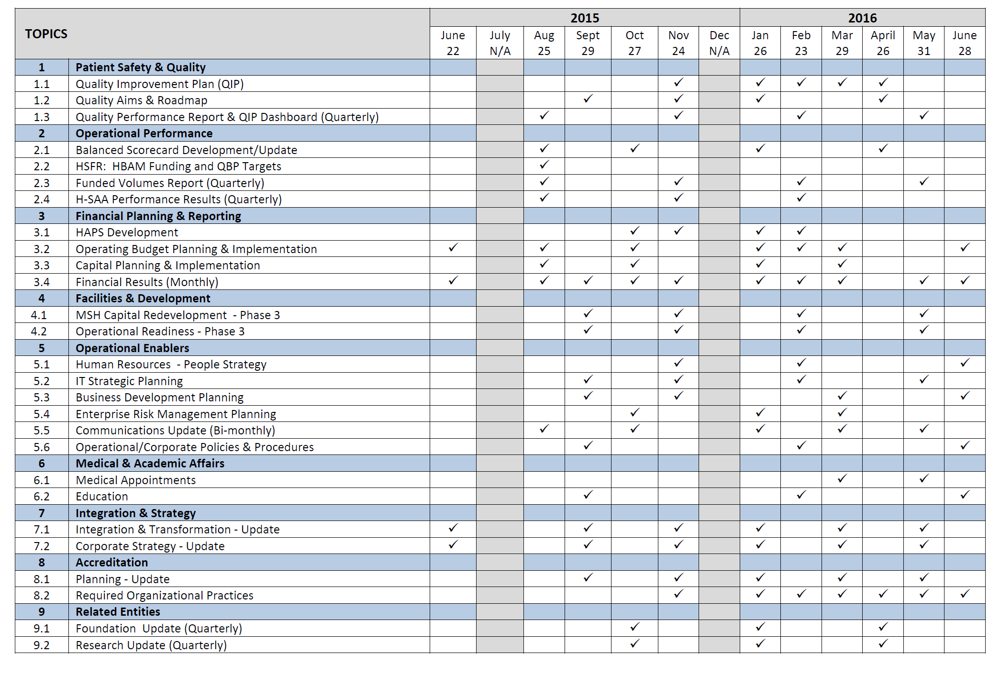 2015 2016
TOPICS
June July Aug Sept Oct Nov Dec Jan Feb Mar April May June
22 N/A 25 29 27 24 N/A 26 23 29 26 31 28
1 Patient Safety & Quality
1.1 Quality Improvement Plan (QIP) ✓ ✓ ✓ ✓ ✓
1.2 Quality Aims & Roadmap ✓ ✓ ✓ ✓
1.3 Quality Performance Report & QIP Dashboard (Quarterly) ✓ ✓ ✓ ✓
2 Operational Performance
2.1 Balanced Scorecard Development/Update ✓ ✓ ✓ ✓
2.2 HSFR: HBAM Funding and QBP Targets ✓
2.3 Funded Volumes Report (Quarterly) ✓ ✓ ✓ ✓
2.4 H-SAA Performance Results (Quarterly) ✓ ✓ ✓
3 Financial Planning & Reporting
3.1 HAPS Development ✓ ✓ ✓ ✓
3.2 Operating Budget Planning & Implementation ✓ ✓ ✓ ✓ ✓ ✓ ✓
3.3 Capital Planning & Implementation ✓ ✓ ✓ ✓
3.4 Financial Results (Monthly) ✓ ✓ ✓ ✓ ✓ ✓ ✓ ✓ ✓ ✓
4 Facilities & Development
4.1 MSH Capital Redevelopment - Phase 3 ✓ ✓ ✓ ✓
4.2 Operational Readiness - Phase 3 ✓ ✓ ✓ ✓
5 Operational Enablers
5.1 Human Resources - People Strategy ✓ ✓ ✓
5.2 IT Strategic Planning ✓ ✓ ✓ ✓
5.3 Business Development Planning ✓ ✓ ✓ ✓
5.4 Enterprise Risk Management Planning ✓ ✓ ✓
5.5 Communications Update (Bi-monthly) ✓ ✓ ✓ ✓ ✓
5.6 Operational/Corporate Policies & Procedures ✓ ✓ ✓
6 Medical & Academic Affairs
6.1 Medical Appointments ✓ ✓
6.2 Education ✓ ✓ ✓
7 Integration & Strategy
7.1 Integration & Transformation - Update ✓ ✓ ✓ ✓ ✓ ✓
7.2 Corporate Strategy - Update ✓ ✓ ✓ ✓ ✓ ✓
8 Accreditation
8.1 Planning - Update ✓ ✓ ✓ ✓ ✓
8.2 Required Organizational Practices ✓ ✓ ✓ ✓ ✓ ✓ ✓
9 Related Entities
9.1 Foundation Update (Quarterly) ✓ ✓ ✓
9.2 Research Update (Quarterly) ✓ ✓ ✓